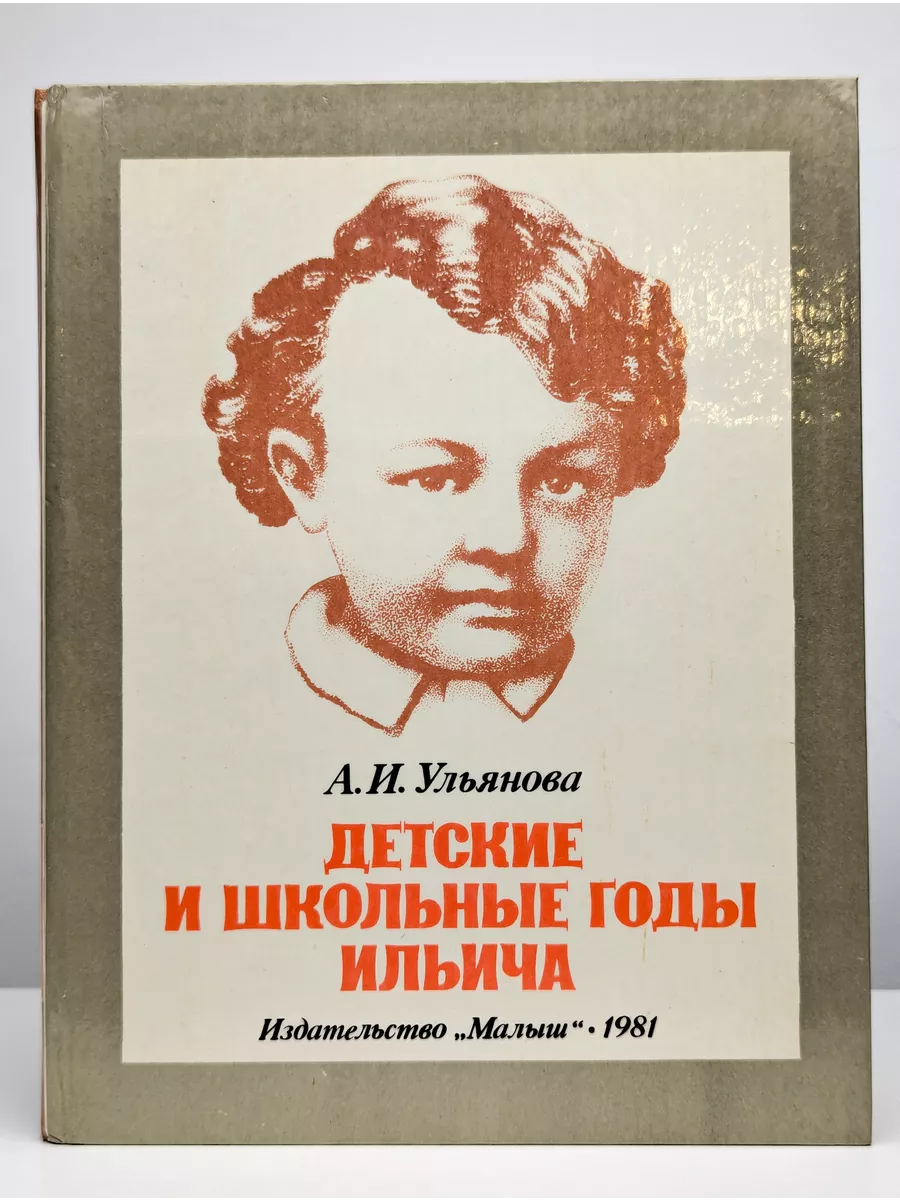 А. И. Ульянова
ДЕТСКИЕ
И ШКОЛЬНЫЕ ГОДЫ
ИЛЬИЧА
Издательство „Малыш“ · 1981